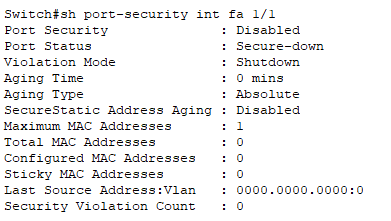 Switch#sh port-security int fa 1/1
Port Security : Disabled
Port Status : Secure-down
Violation Mode : Shutdown
Aging Time : 0 mins
Aging Type : Absolute
SecureStatic Address Aging : Disabled
Maximum MAC Addresses : 1
Total MAC Addresses : 0
Configured MAC Addresses : 0
Sticky MAC Addresses : 0
Last Source Address:Vlan : 0000.0000.0000:0
Security Violation Count : 0